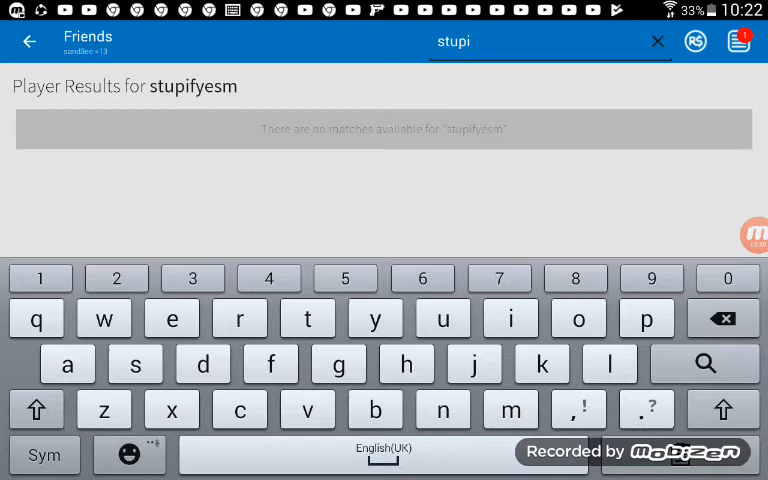 33% 10:22
Friends
sand3ee <13
stupi
R$
1
Player Results for stupifyesm
There are no matches available for "stupifyesm"
1 2 3 4 5 6 7 8 9 0
q w e r t y u i o p
a s d f g h j k l
z x c v b n m ,! .?
Sym
English(UK)
Recorded by mobizen